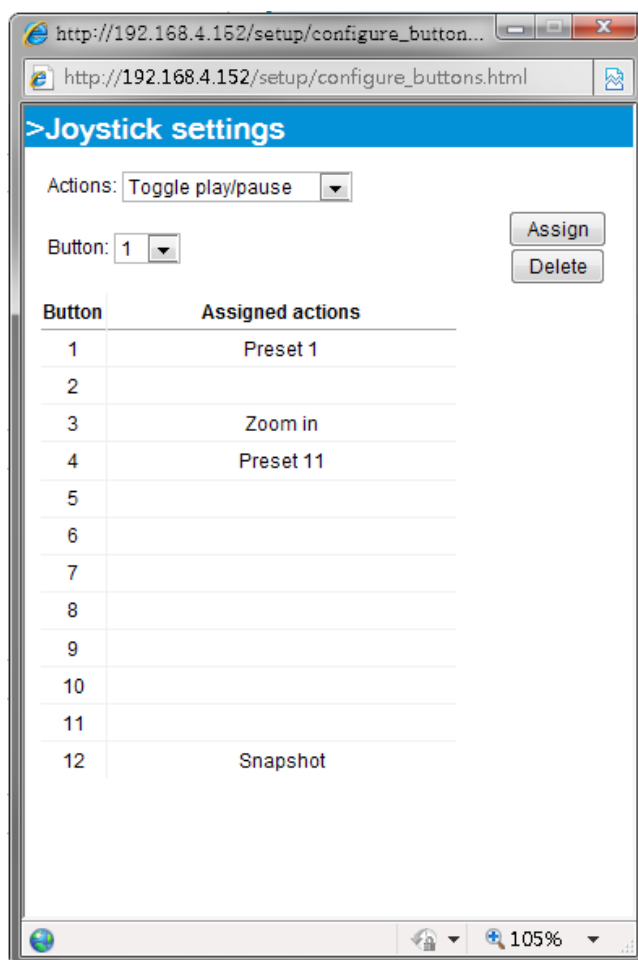 http://192.168.4.152/setup/configure_button...
http://192.168.4.152/setup/configure_buttons.html
>Joystick settings
Actions: Toggle play/pause
Assign
Button: 1
Delete
Button Assigned actions
1 Preset 1
2
3 Zoom in
4 Preset 11
5
6
7
8
9
10
11
12 Snapshot
105%